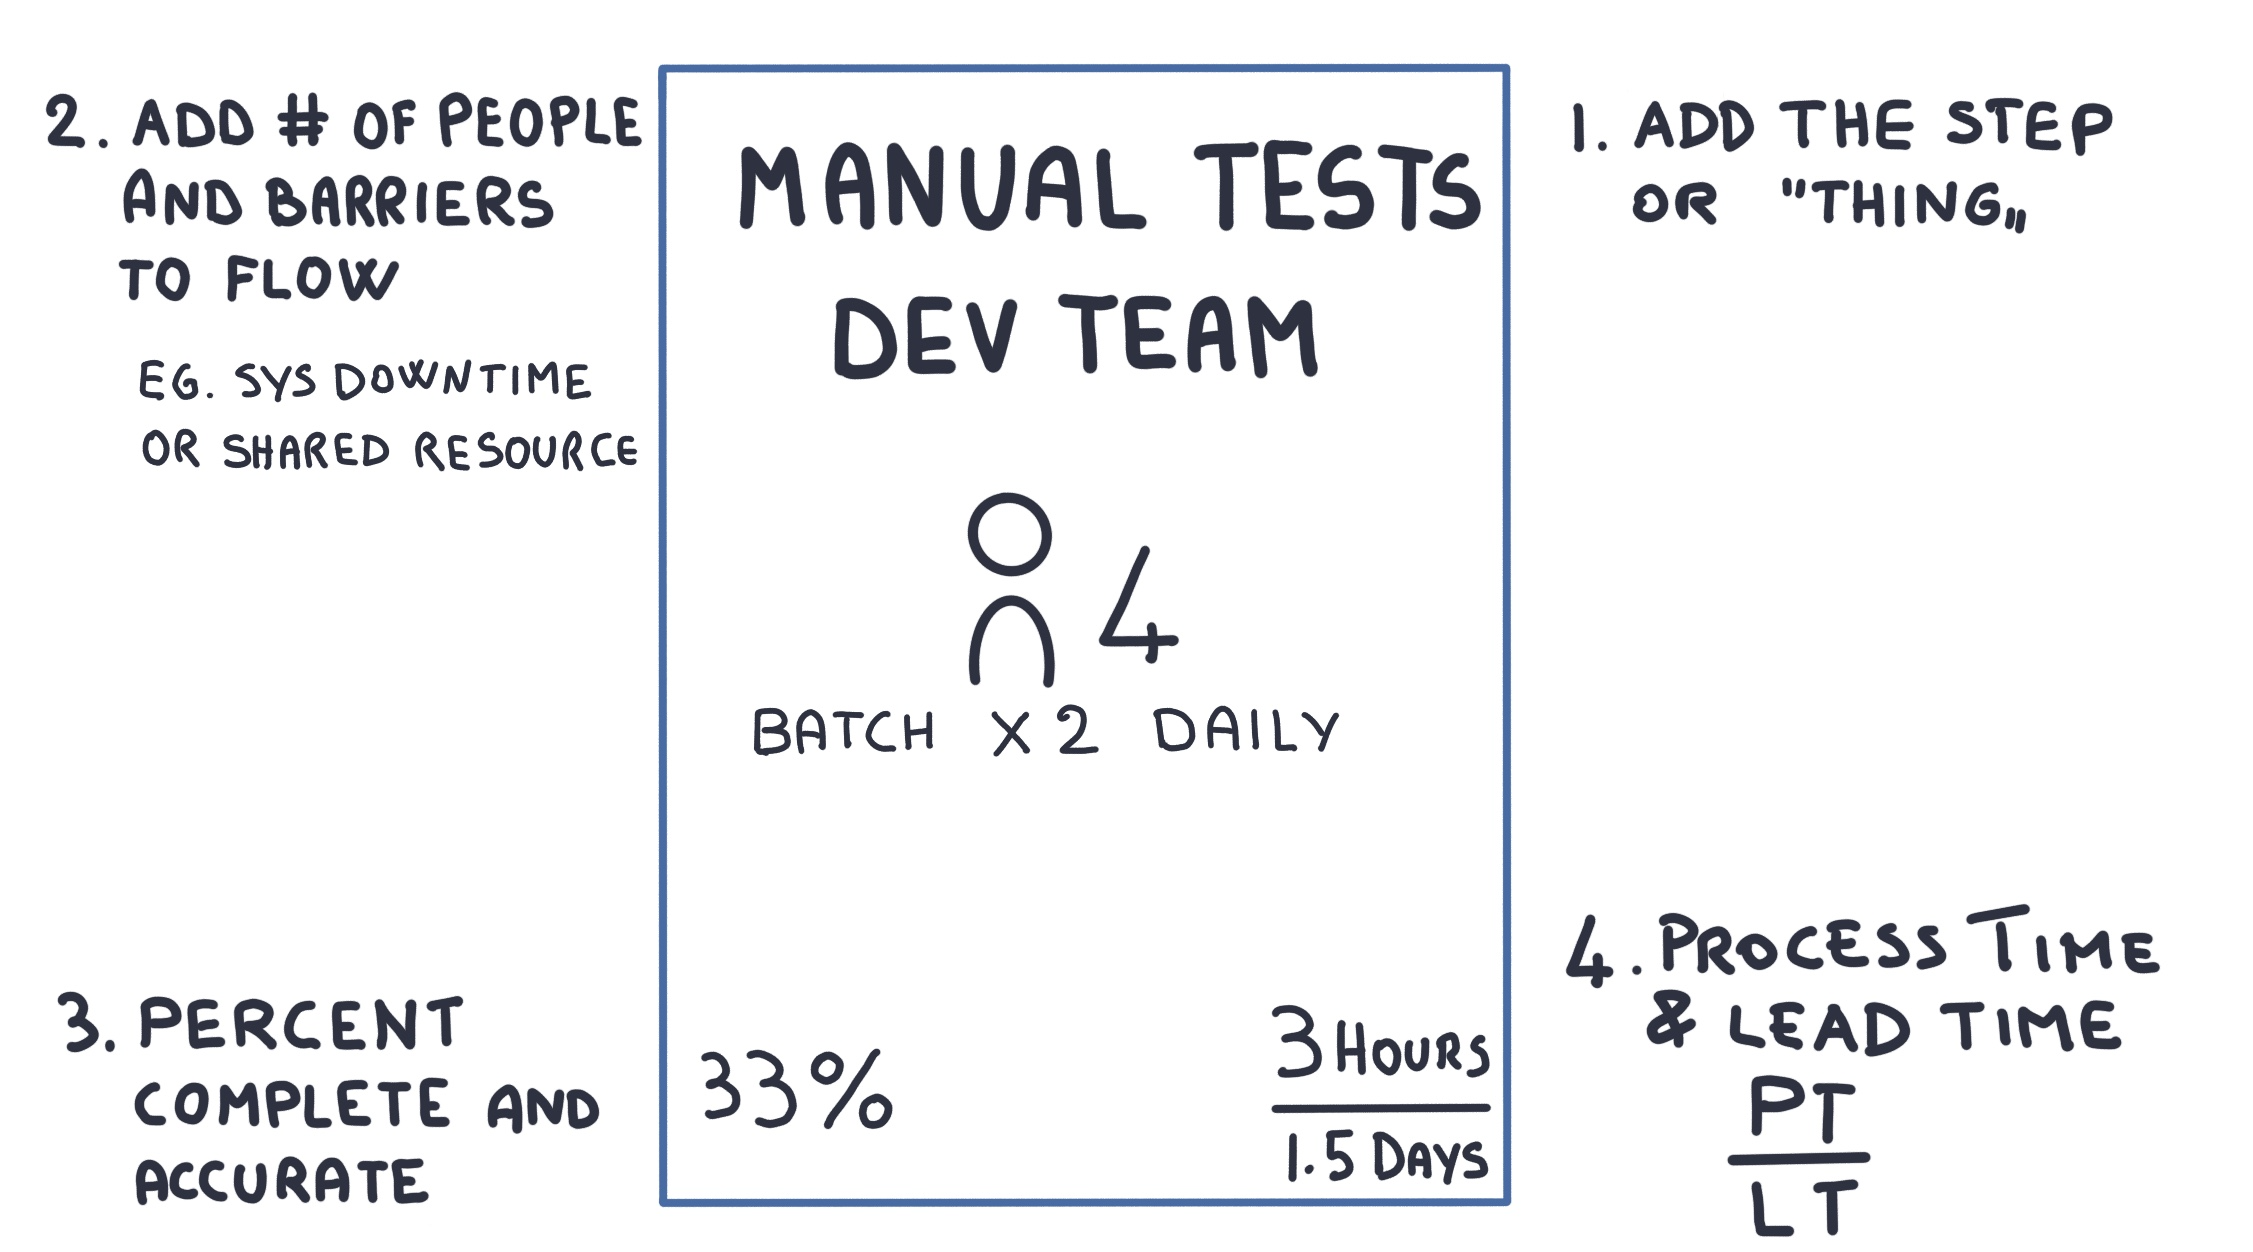 2. ADD # OF PEOPLE
AND BARRIERS
TO FLOW
EG. SYS DOWNTIME
OR SHARED RESOURCE
3. PERCENT
COMPLETE AND
ACCURATE
MANUAL TESTS
DEV TEAM
4
BATCH X 2 DAILY
33%
3 HOURS
1.5 DAYS
1. ADD THE STEP
OR "THING„
4. PROCESS TIME
& LEAD TIME
PT
LT